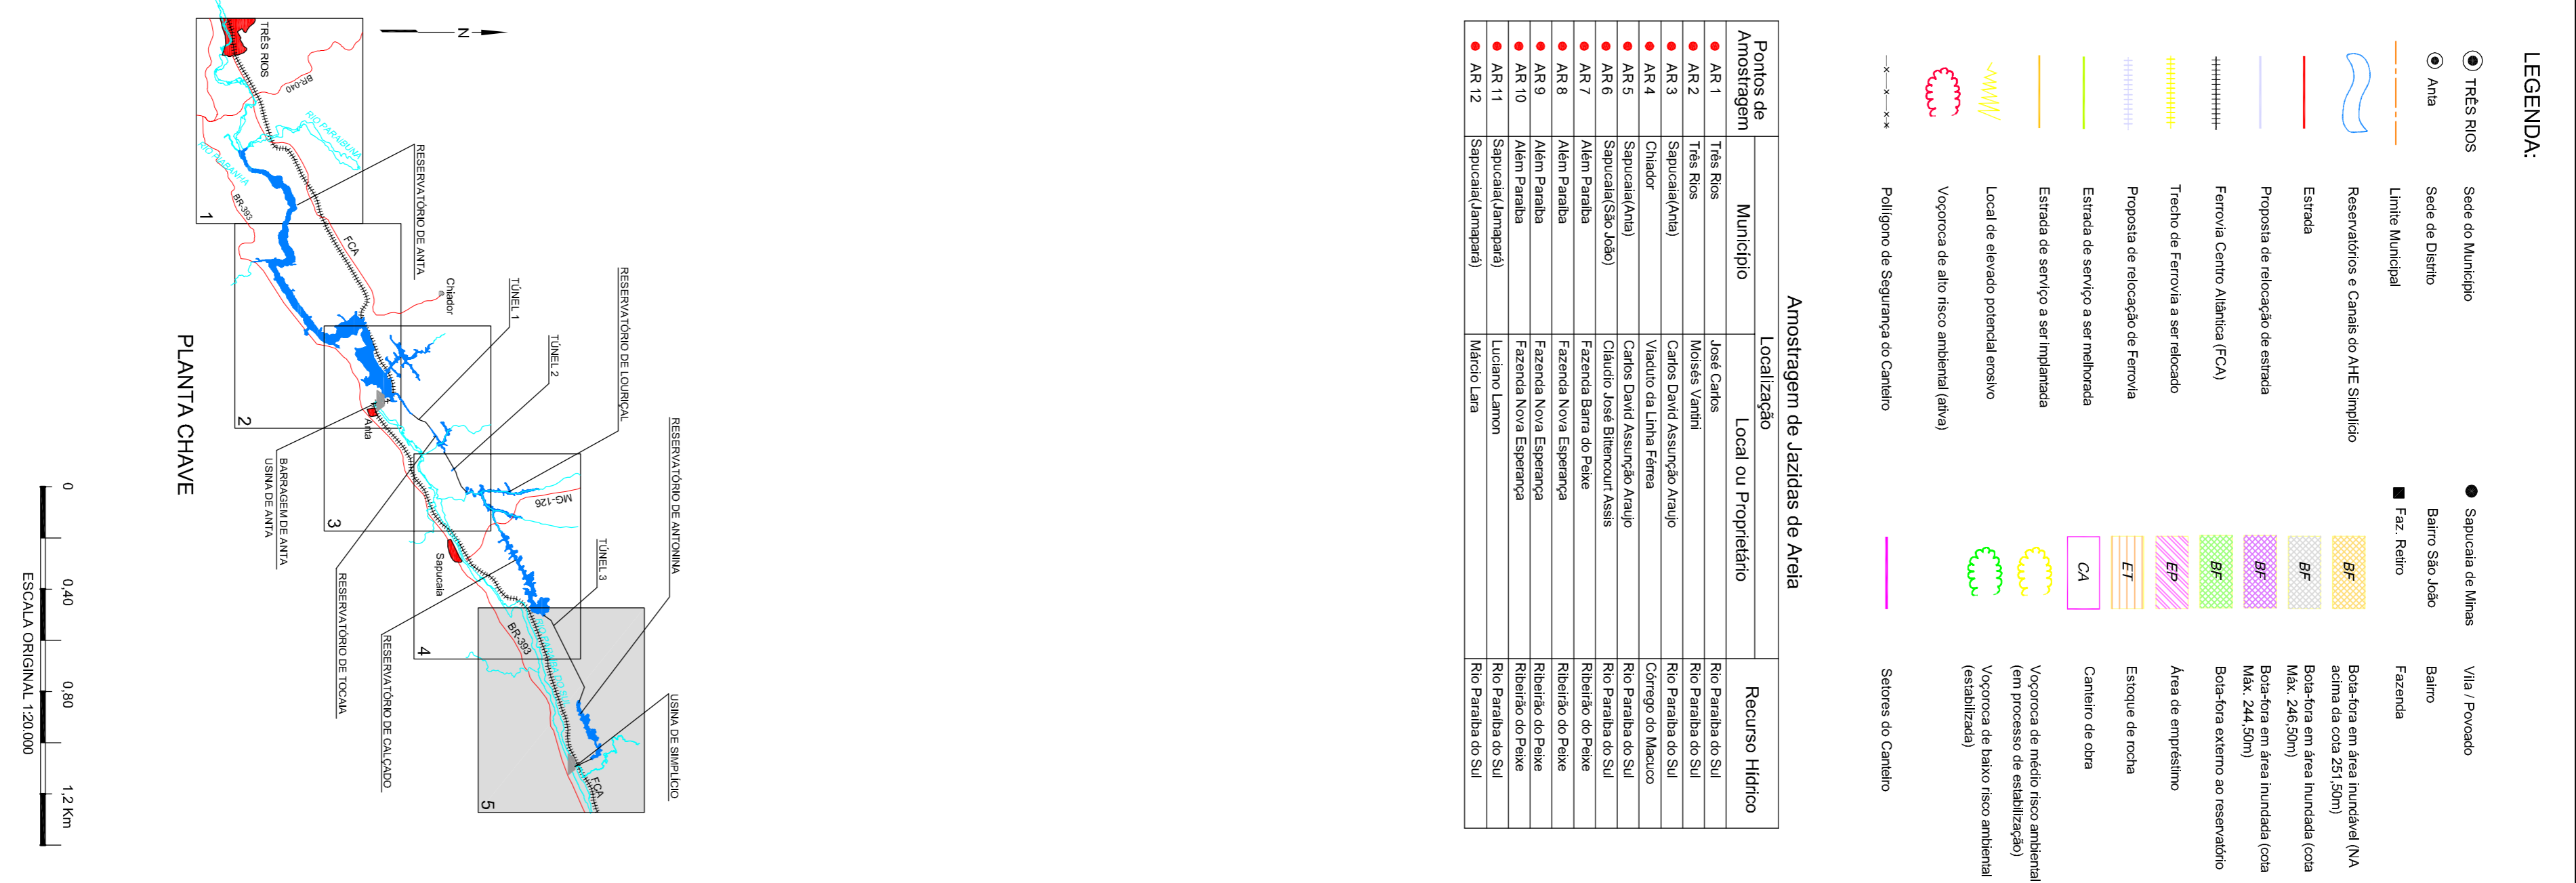 LEGENDA:
TRÊS RIOS
Sede do Município
Anta
Sede de Distrito
Limite Municipal
Reservatórios e Canais do AHE Simplício
Estrada
Proposta de relocação de estrada
Ferrovia Centro Altântica (FCA)
Proposta de relocação de Ferrovia
Trecho de Ferrovia a ser relocado
Estrada de serviço a ser melhorada
Estrada de serviço a ser implantada
Local de elevado potencial erosivo
Voçoroca de alto risco ambiental (ativa)
Polígono de Segurança do Canteiro
Sapucaia de Minas
Vila / Povoado
Bairro São João
Bairro
Faz. Retiro
Fazenda
BF
Bota-fora em área inundável (NA
acima da cota 251,50m)
BF
Bota-fora em área inundada (cota
Máx. 246,50m)
BF
Bota-fora em área inundada (cota
Máx. 244,50m)
BF
Bota-fora externo ao reservatório
EP
Área de empréstimo
ET
Estoque de rocha
CA
Canteiro de obra
Voçoroca de médio risco ambiental
(em processo de estabilização)
Voçoroca de baixo risco ambiental
(estabilizada)
Setores do Canteiro
Amostragem de Jazidas de Areia
Pontos de
Amostragem
Localização
Município
Local ou Proprietário
Recurso Hídrico
AR 1 Três Rios José Carlos Rio Paraíba do Sul
AR 2 Três Rios Moisés Vantini Rio Paraíba do Sul
AR 3 Sapucaia(Anta) Carlos David Assunção Araujo Rio Paraíba do Sul
AR 4 Chiador Viaduto da Linha Férrea Córrego do Macuco
AR 5 Sapucaia(Anta) Carlos David Assunção Araujo Rio Paraíba do Sul
AR 6 Sapucaia(São João) Cláudio José Bittencourt Assis Rio Paraíba do Sul
AR 7 Além Paraíba Fazenda Barra do Peixe Ribeirão do Peixe
AR 8 Além Paraíba Fazenda Nova Esperança Ribeirão do Peixe
AR 9 Além Paraíba Fazenda Nova Esperança Ribeirão do Peixe
AR 10 Além Paraíba Fazenda Nova Esperança Ribeirão do Peixe
AR 11 Sapucaia(Jamapará) Luciano Lamon Rio Paraíba do Sul
AR 12 Sapucaia(Jamapará) Márcio Lara Rio Paraíba do Sul
N
TRÊS RIOS
BR-040
RIO PARAIBUNA
RIO PIABANHA
BR-393
1
RESERVATÓRIO DE ANTA
FCA
Chiador
2
TÚNEL 1
TÚNEL 2
RESERVATÓRIO DE LOURIÇAL
RESERVATÓRIO DE ANTONINA
Anta
BARRAGEM DE ANTA
USINA DE ANTA
3
MG-126
TÚNEL 3
Sapucaia
RESERVATÓRIO DE TOCAIA
RESERVATÓRIO DE CALÇADO
BR-393
4
USINA DE SIMPLÍCIO
FCA
5
PLANTA CHAVE
0 0,40 0,80 1,2 Km
ESCALA ORIGINAL 1:20.000